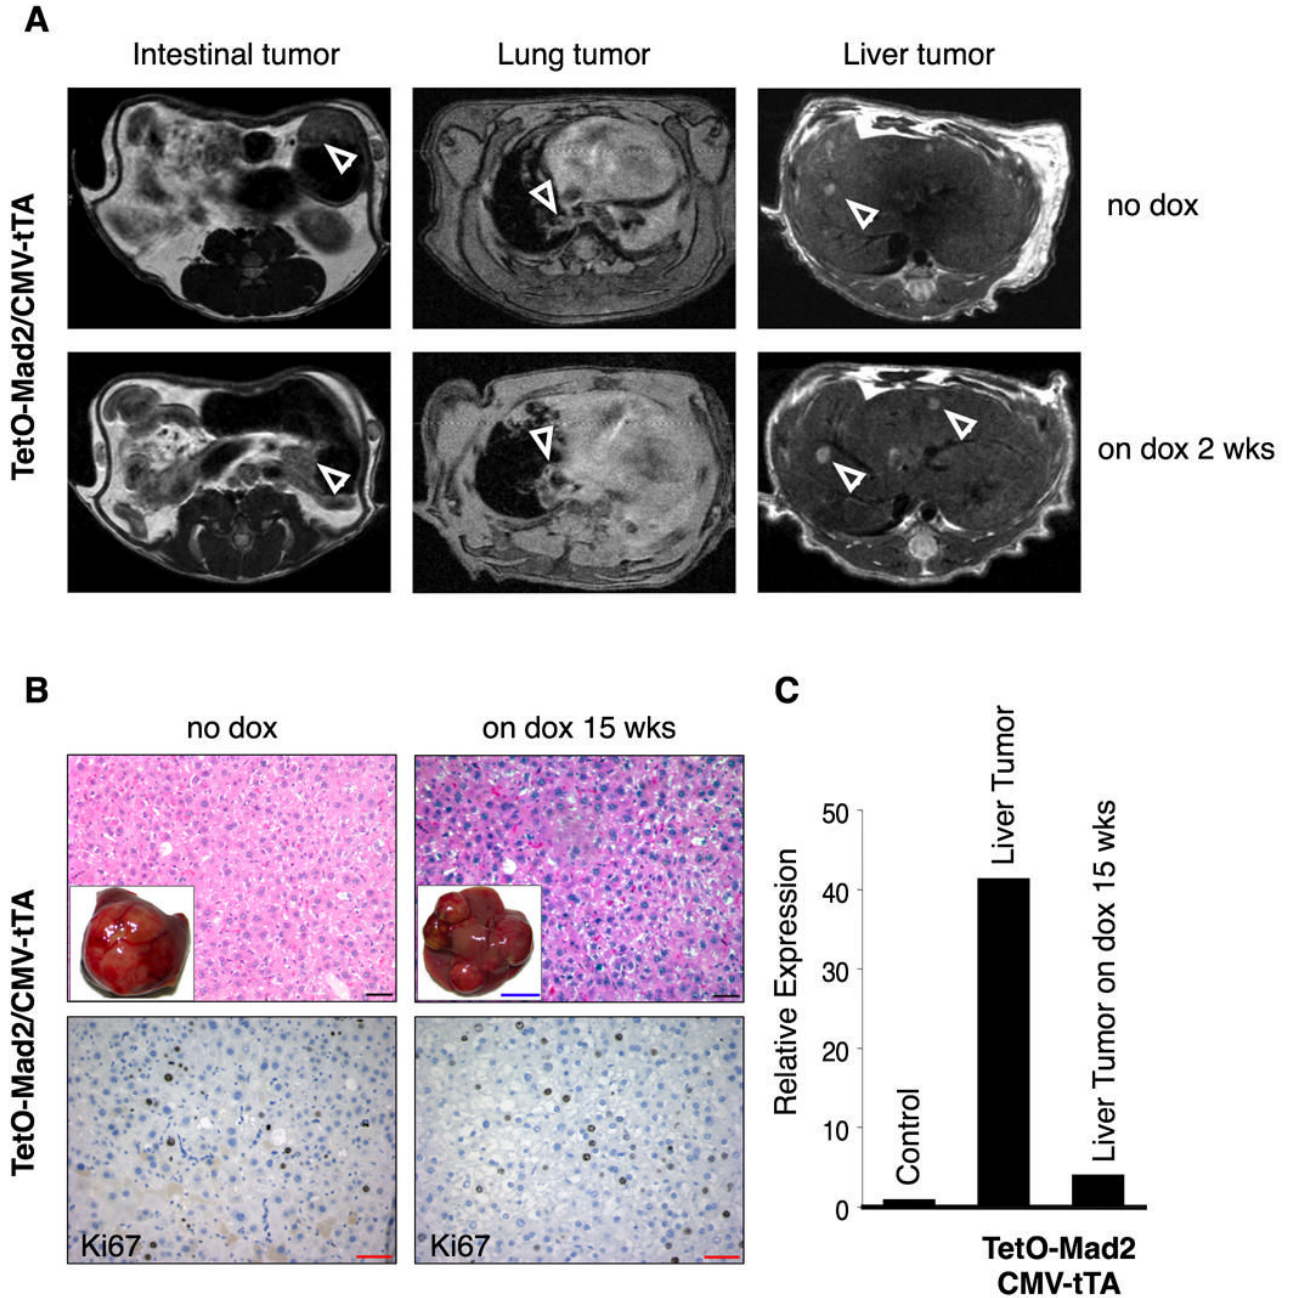 A
Intestinal tumor
Lung tumor
Liver tumor
TetO-Mad2/CMV-tTA
no dox
on dox 2 wks
B
no dox
on dox 15 wks
TetO-Mad2/CMV-tTA
Ki67
Ki67
C
Relative Expression
50
40
30
20
10
0
Control
Liver Tumor
Liver Tumor on dox 15 wks
TetO-Mad2
CMV-tTA